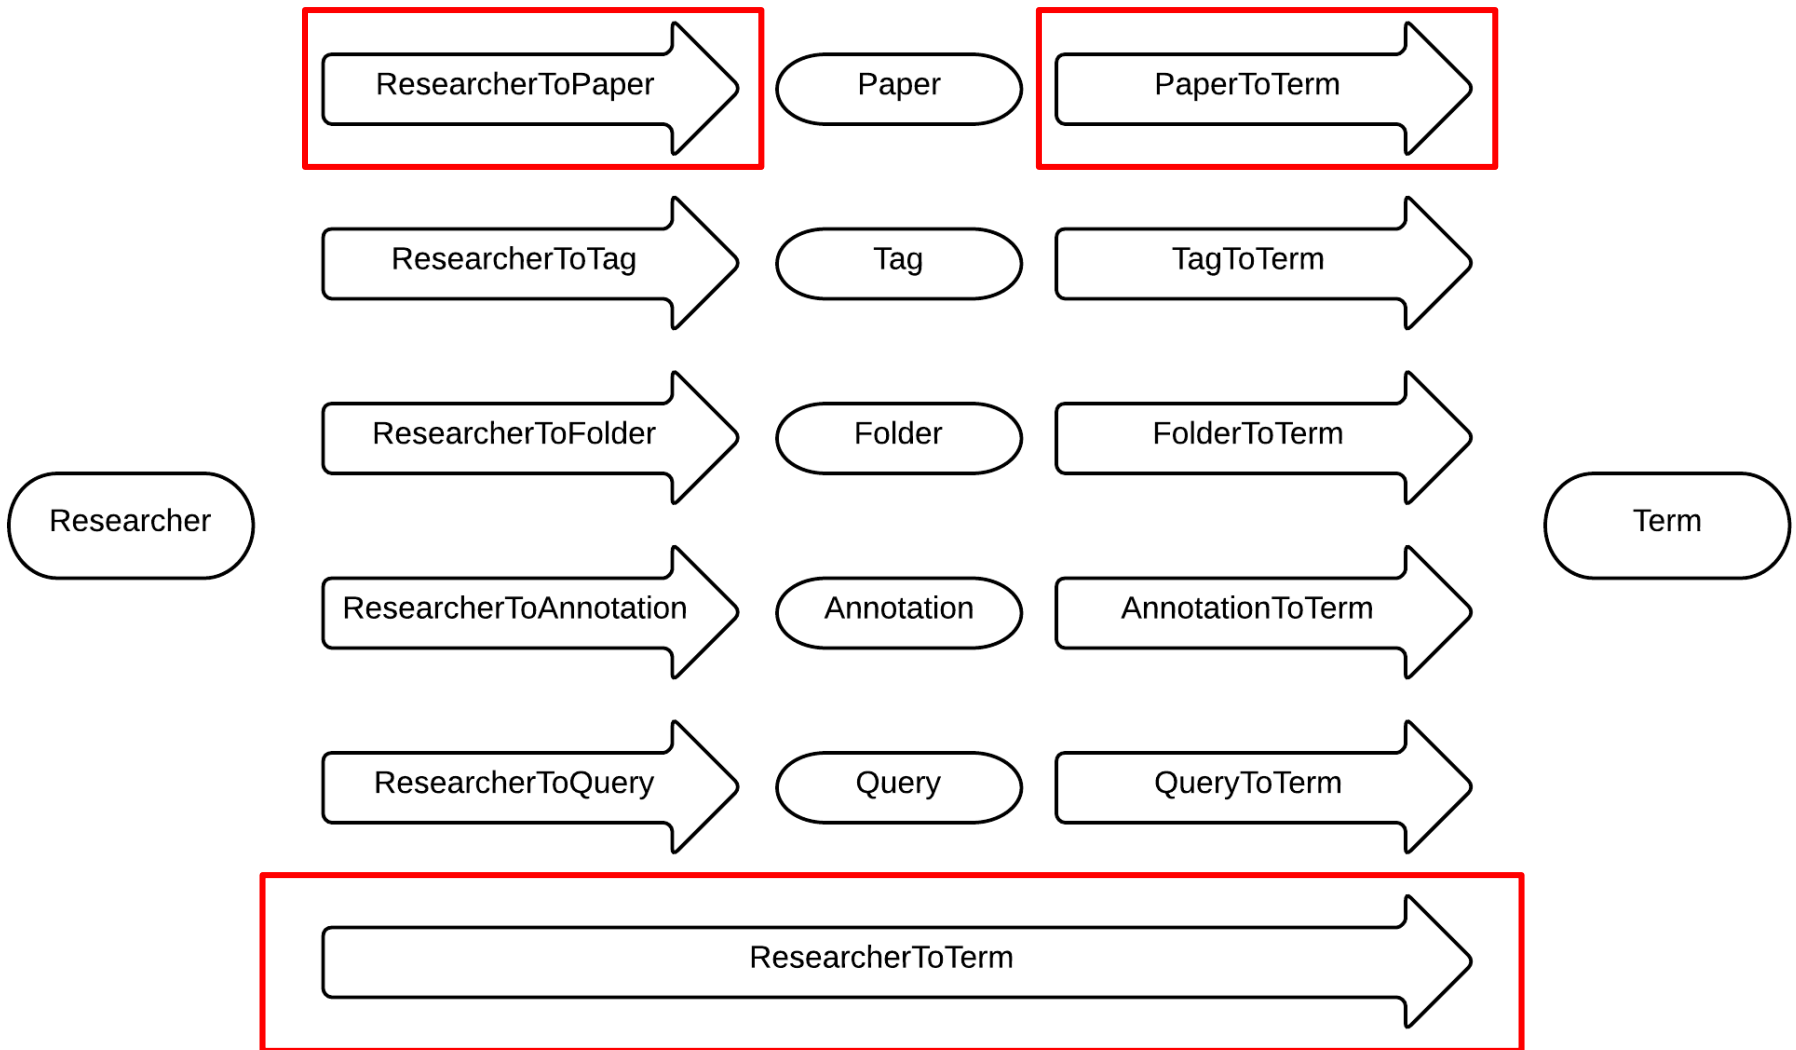 ResearcherToPaper
Paper
PaperToTerm
ResearcherToTag
Tag
TagToTerm
ResearcherToFolder
Folder
FolderToTerm
Researcher
Term
ResearcherToAnnotation
Annotation
AnnotationToTerm
ResearcherToQuery
Query
QueryToTerm
ResearcherToTerm